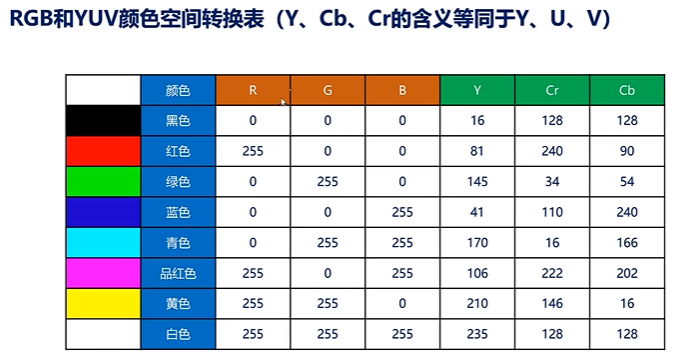 RGB和YUV颜色空间转换表（Y、Cb、Cr的含义等同于Y、U、V）
颜色 R G B Y Cr Cb
黑色 0 0 0 16 128 128
红色 255 0 0 81 240 90
绿色 0 255 0 145 34 54
蓝色 0 0 255 41 110 240
青色 0 255 255 170 16 166
品红色 255 0 255 106 222 202
黄色 255 255 0 210 146 16
白色 255 255 255 235 128 128